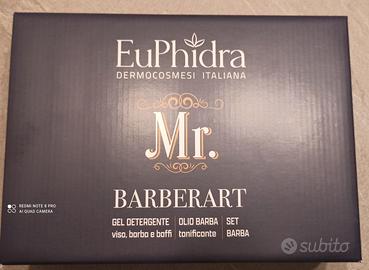 EuPhidra
DERMOCOSMESI ITALIANA
Mr.
BARBERART
GEL DETERGENTE
viso, barba e baffi
OLIO BARBA
tonificante
SET
BARBA
REDMI NOTE 8 PRO
AI QUAD CAMERA
subito